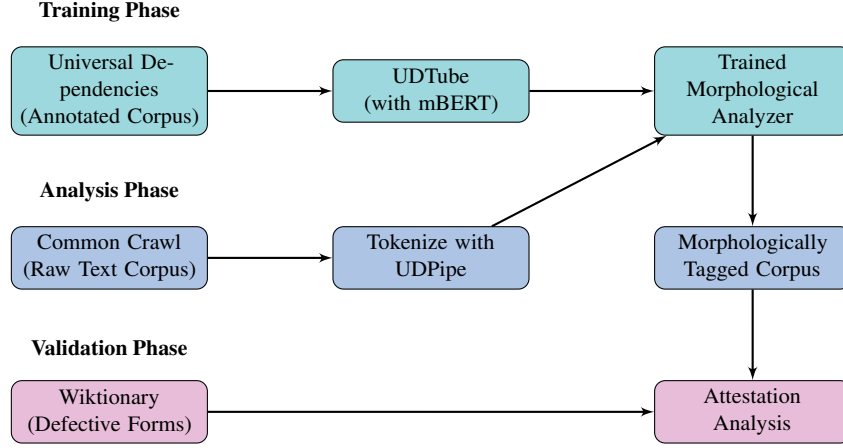 Training Phase
Universal De-
pendencies
(Annotated Corpus)
UDTube
(with mBERT)
Trained
Morphological
Analyzer
Analysis Phase
Common Crawl
(Raw Text Corpus)
Tokenize with
UDPipe
Morphologically
Tagged Corpus
Validation Phase
Wiktionary
(Defective Forms)
Attestation
Analysis